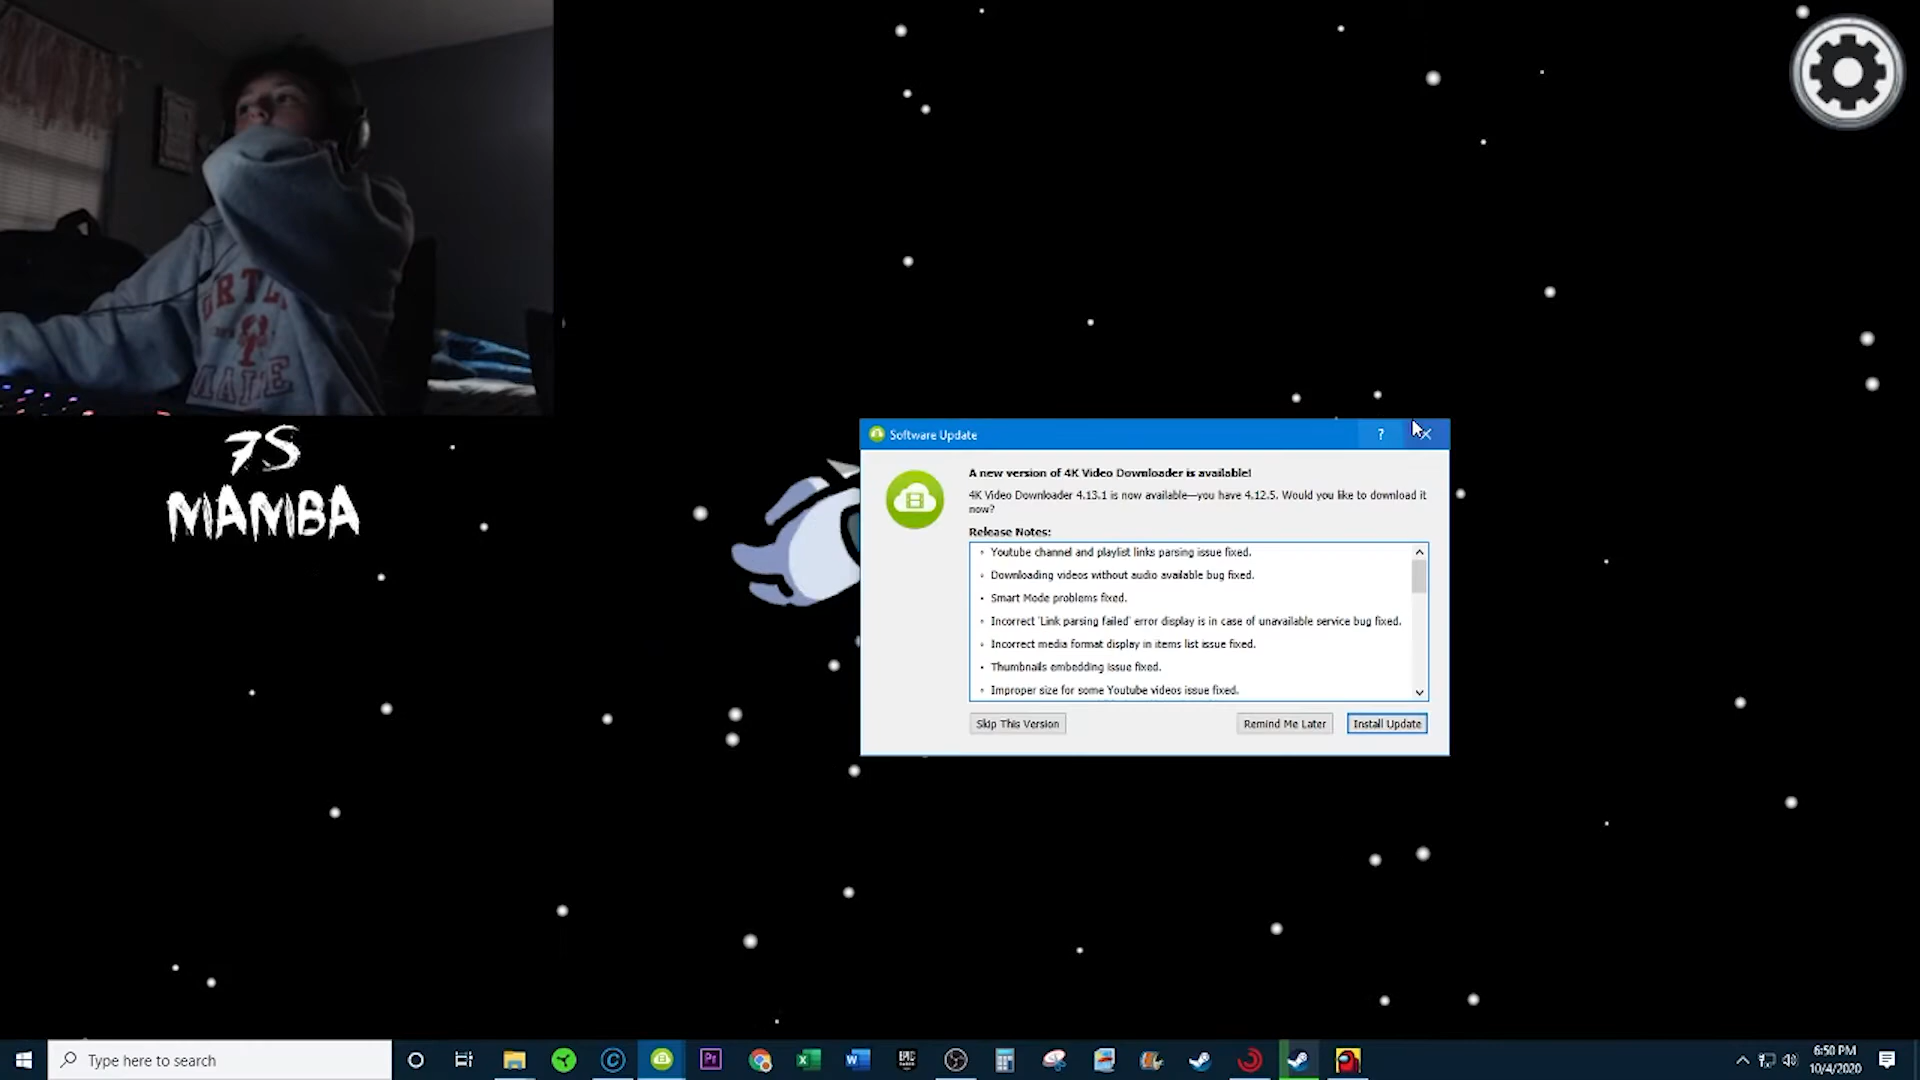 7S
MAMBA
MAINE
Software Update
?
A new version of 4K Video Downloader is available!
4K Video Downloader 4.13.1 is now available—you have 4.12.5. Would you like to download it
now?
Release Notes:
• Youtube channel and playlist links parsing issue fixed.
• Downloading videos without audio available bug fixed.
• Smart Mode problems fixed.
• Incorrect 'Link parsing failed' error display is in case of unavailable service bug fixed.
• Incorrect media format display in items list issue fixed.
• Thumbnails embedding issue fixed.
• Improper size for some Youtube videos issue fixed.
Skip This Version
Remind Me Later
Install Update
Type here to search
Pr
EPIC
6:50 PM
10/4/2020